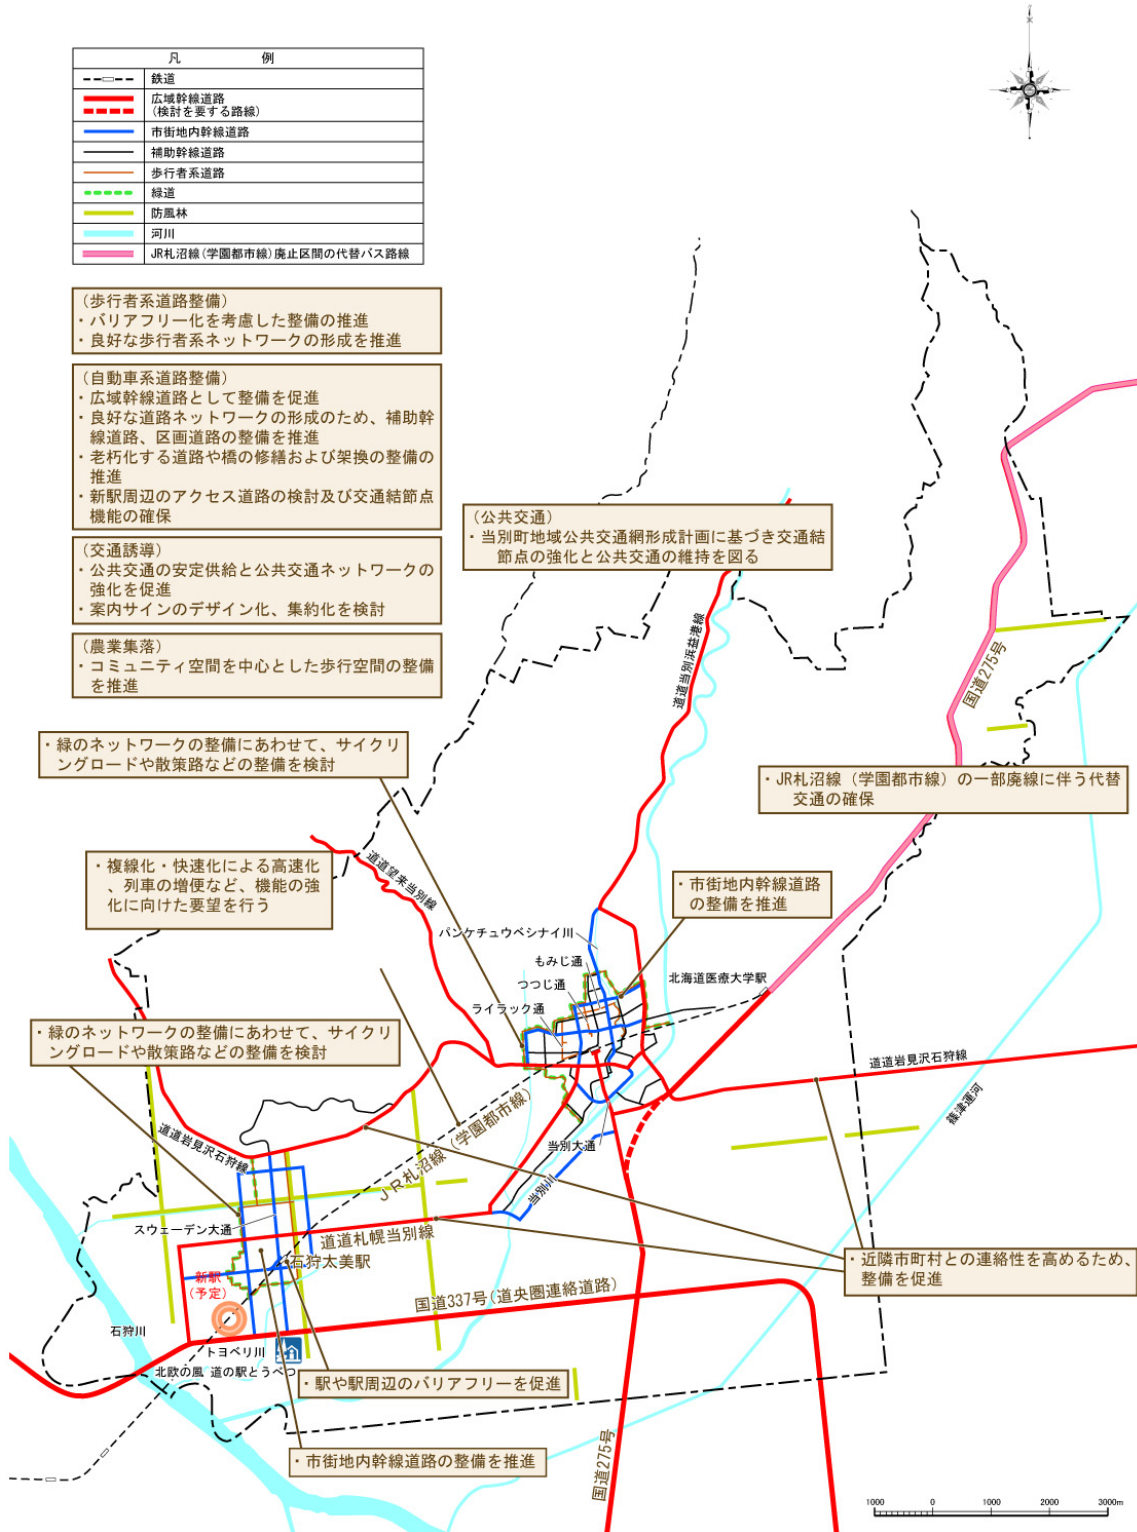 凡 例
鉄道
広域幹線道路
(検討を要する路線)
市街地内幹線道路
補助幹線道路
歩行者系道路
緑道
防風林
河川
JR札沼線(学園都市線)廃止区間の代替バス路線
（歩行者系道路整備）
・バリアフリー化を考慮した整備の推進
・良好な歩行者系ネットワークの形成を推進
（自動車系道路整備）
・広域幹線道路として整備を促進
・良好な道路ネットワークの形成のため、補助幹
線道路、区画道路の整備を推進
・老朽化する道路や橋の修繕および架換の整備の
推進
・新駅周辺のアクセス道路の検討及び交通結節点
機能の確保
（交通誘導）
・公共交通の安定供給と公共交通ネットワークの
強化を促進
・案内サインのデザイン化、集約化を検討
（農業集落）
・コミュニティ空間を中心とした歩行空間の整備
を推進
（公共交通）
・当別町地域公共交通網形成計画に基づき交通結
節点の強化と公共交通の維持を図る
道道当別浜益港線
国道275号
・緑のネットワークの整備にあわせて、サイクリ
ングロードや散策路などの整備を検討
・JR札沼線（学園都市線）の一部廃線に伴う代替
交通の確保
・複線化・快速化による高速化
、列車の増便など、機能の強
化に向けた要望を行う
道道望来当別線
・市街地内幹線道路
の整備を推進
パンケチュウベシナイ川
もみじ通
つつじ通
ライラック通
北海道医療大学駅
・緑のネットワークの整備にあわせて、サイクリ
ングロードや散策路などの整備を検討
道道岩見沢石狩線
篠津運河
道道岩見沢石狩線
JR札沼線(学園都市線)
当別大通
当別川
スウェーデン大通
道道札幌当別線
石狩太美駅
新駅
(予定)
国道337号(道央圏連絡道路)
・近隣市町村との連絡性を高めるため、
整備を促進
石狩川
トヨベリ川
北欧の風 道の駅とうべつ
・駅や駅周辺のバリアフリーを促進
・市街地内幹線道路の整備を推進
国道275号
1000 0 1000 2000 3000m